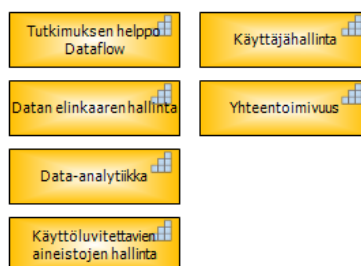 Tutkimuksen helppo
Dataflow
Käyttäjähallinta
Datan elinkaaren hallinta
Yhteentoimivuus
Data-analytiikka
Käyttöluvitettavien
aineistojen hallinta